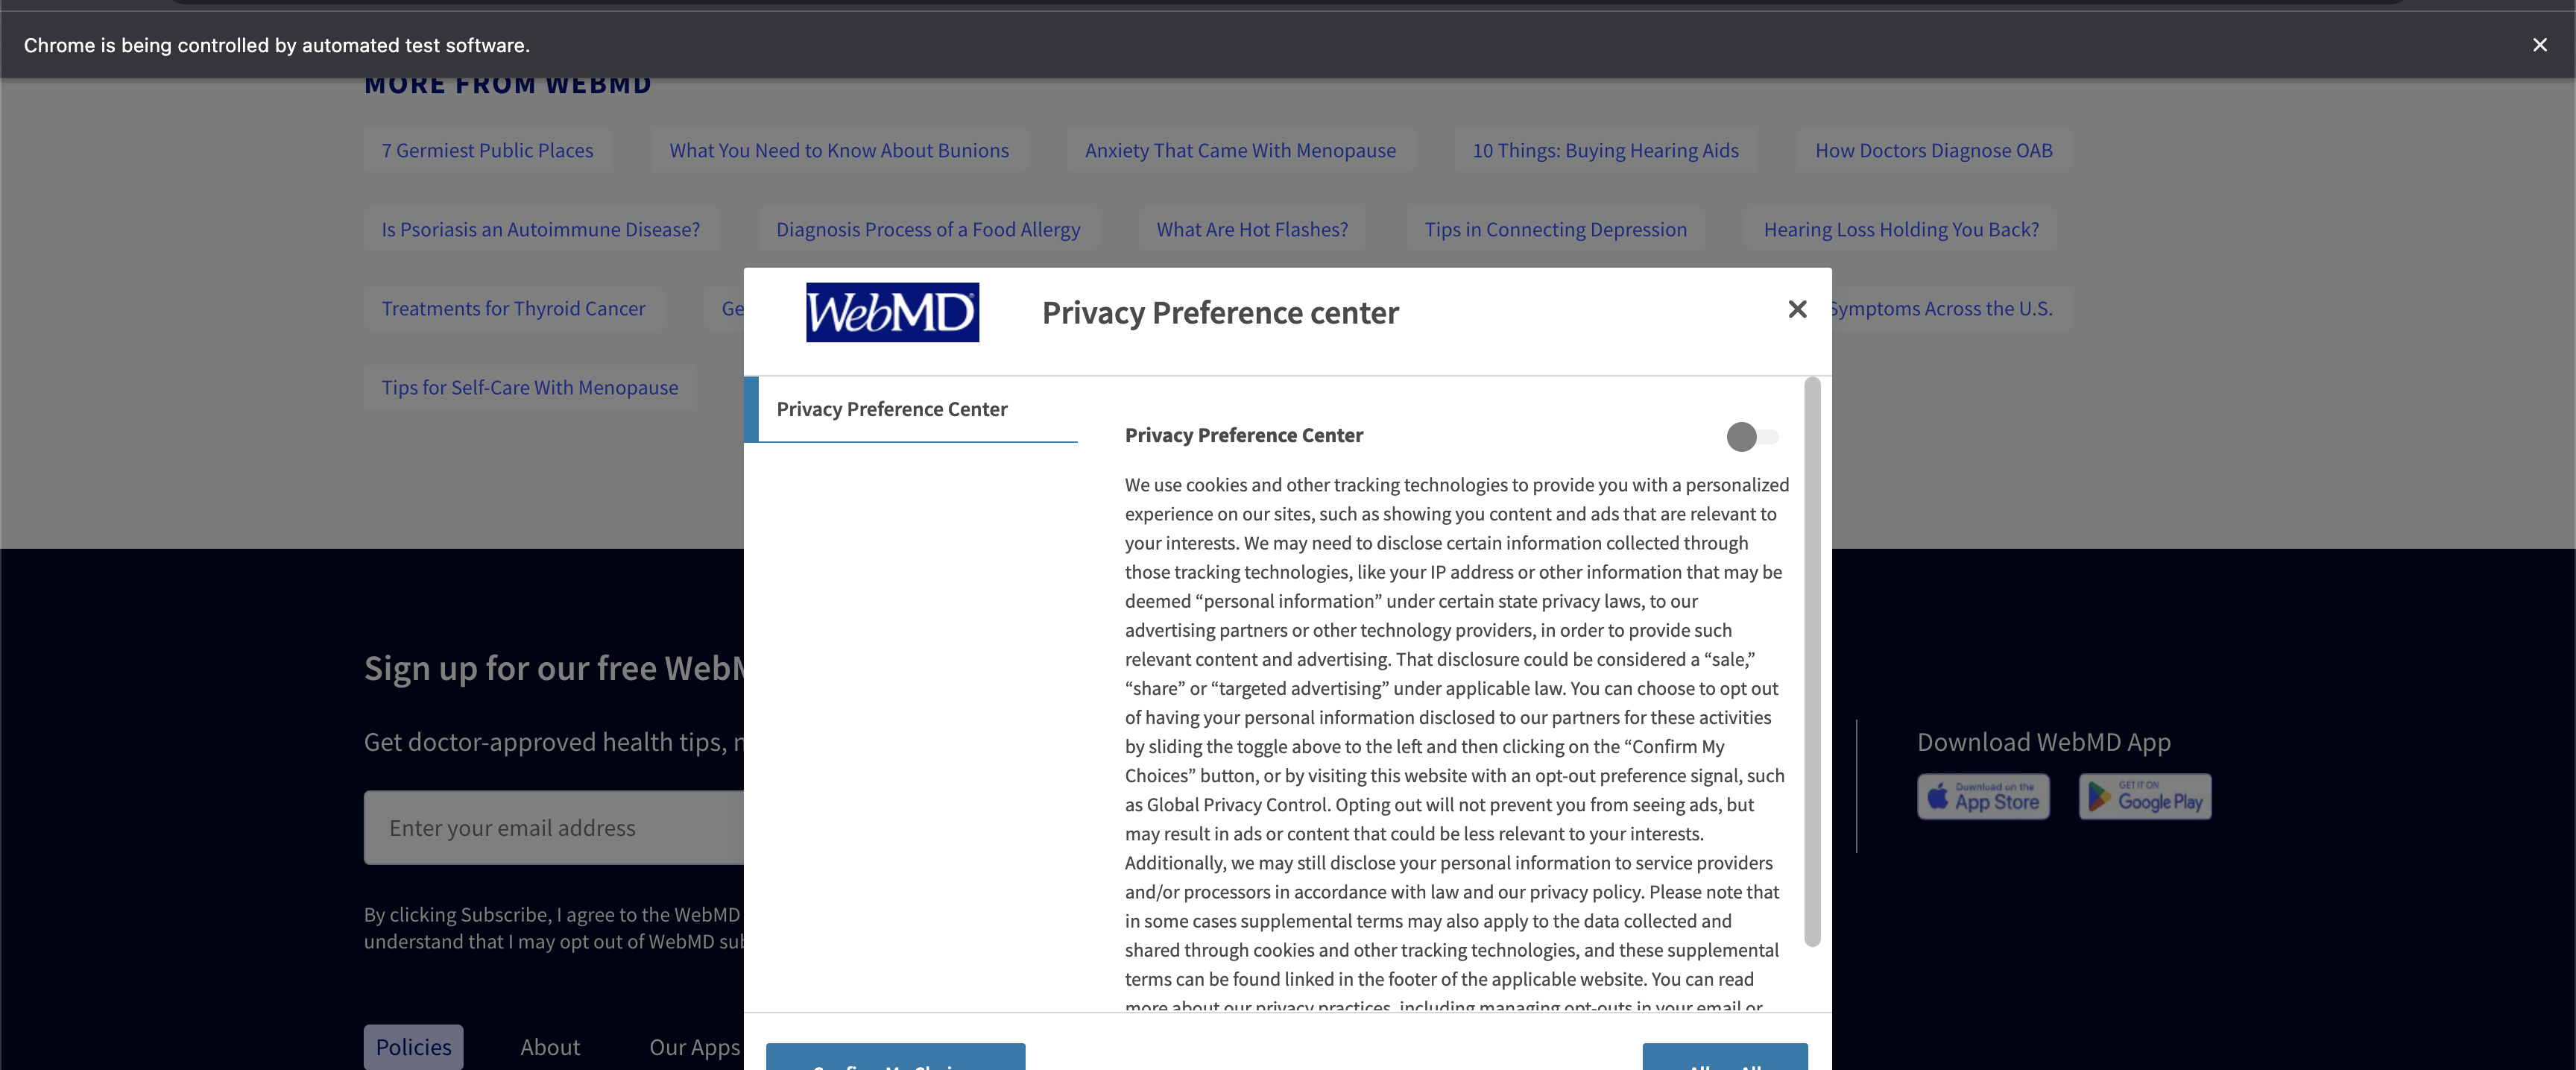 Chrome is being controlled by automated test software.
MORE FROM WEBMD
7 Germiest Public Places
What You Need to Know About Bunions
Anxiety That Came With Menopause
10 Things: Buying Hearing Aids
How Doctors Diagnose OAB
Is Psoriasis an Autoimmune Disease?
Diagnosis Process of a Food Allergy
What Are Hot Flashes?
Tips in Connecting Depression
Hearing Loss Holding You Back?
Treatments for Thyroid Cancer
Ge
Symptoms Across the U.S.
Tips for Self-Care With Menopause
WebMD
Privacy Preference center
Privacy Preference Center
Privacy Preference Center
We use cookies and other tracking technologies to provide you with a personalized
experience on our sites, such as showing you content and ads that are relevant to
your interests. We may need to disclose certain information collected through
those tracking technologies, like your IP address or other information that may be
deemed “personal information” under certain state privacy laws, to our
advertising partners or other technology providers, in order to provide such
relevant content and advertising. That disclosure could be considered a “sale,”
“share” or “targeted advertising” under applicable law. You can choose to opt out
of having your personal information disclosed to our partners for these activities
by sliding the toggle above to the left and then clicking on the “Confirm My
Choices” button, or by visiting this website with an opt-out preference signal, such
as Global Privacy Control. Opting out will not prevent you from seeing ads, but
may result in ads or content that could be less relevant to your interests.
Additionally, we may still disclose your personal information to service providers
and/or processors in accordance with law and our privacy policy. Please note that
in some cases supplemental terms may also apply to the data collected and
shared through cookies and other tracking technologies, and these supplemental
terms can be found linked in the footer of the applicable website. You can read
more about our privacy practices, including managing opt-outs in your email or
Sign up for our free WebM
Get doctor-approved health tips, n
Enter your email address
By clicking Subscribe, I agree to the WebMD
understand that I may opt out of WebMD sub
Download WebMD App
Download on the
App Store
GET IT ON
Google Play
Policies
About
Our Apps